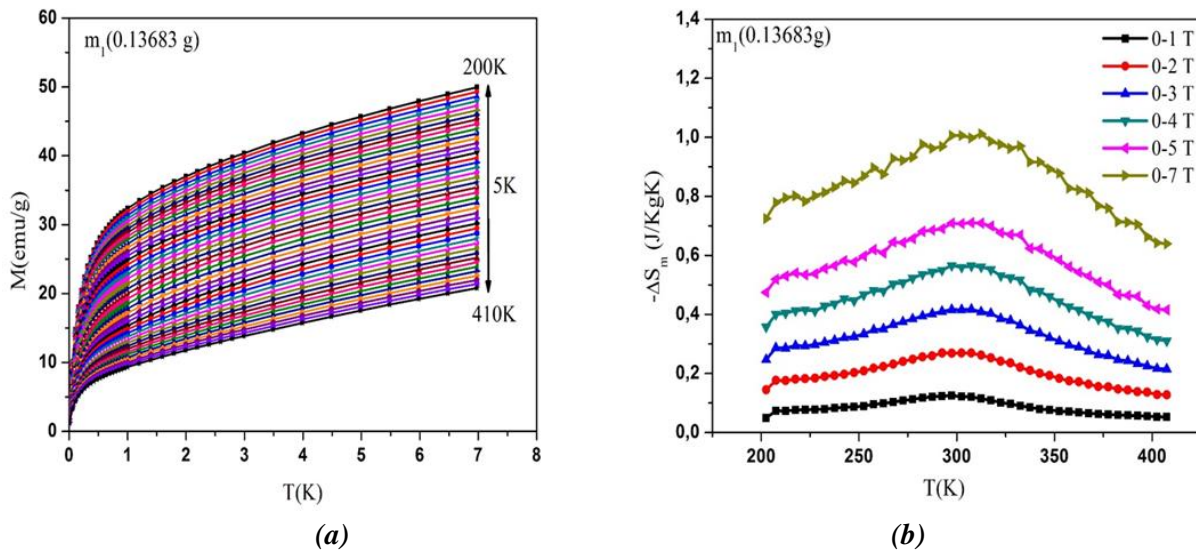 m1(0.13683 g)
200K
5K
410K
M(emu/g)
60
50
40
30
20
10
0
0 1 2 3 4 5 6 7 8
T(K)
(a)
m1(0.13683g)
0-1 T
0-2 T
0-3 T
0-4 T
0-5 T
0-7 T
-ΔSm (J/KgK)
1,4
1,2
1,0
0,8
0,6
0,4
0,2
0,0
200 250 300 350 400
T(K)
(b)